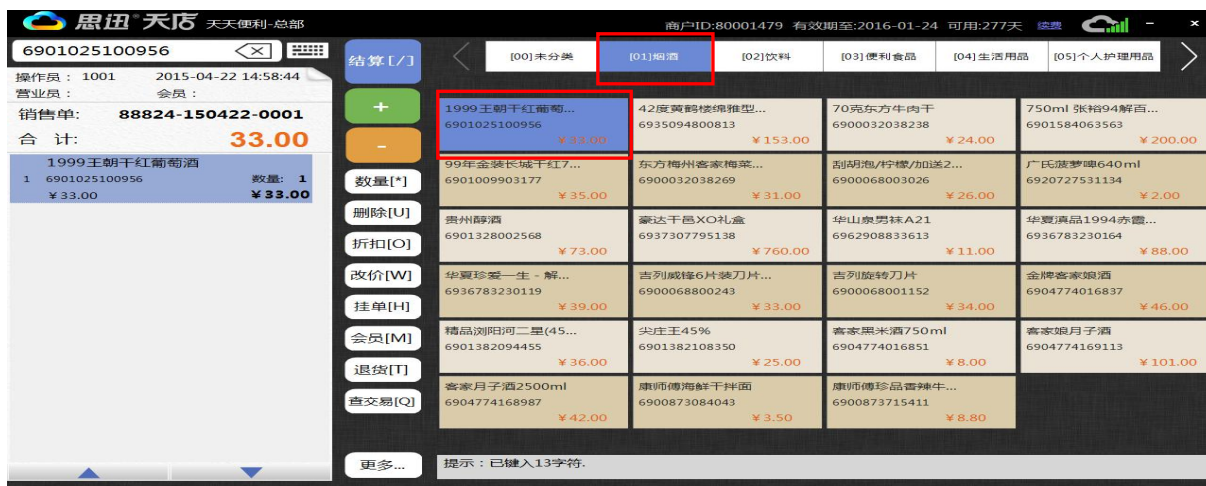 思迅天店 天天便利-总部 商户ID:80001479 有效期至:2016-01-24 可用:277天 续费
6901025100956
操作员： 1001 2015-04-22 14:58:44
营业员： 会员：
销售单: 88824-150422-0001
合 计: 33.00
1999王朝干红葡萄酒
1 6901025100956 数量: 1
￥33.00 ￥33.00
结算[/]
+
-
数量[*]
删除[U]
折扣[O]
改价[W]
挂单[H]
会员[M]
退货[T]
查交易[Q]
更多...
[00]未分类 [01]烟酒 [02]饮料 [03]便利食品 [04]生活用品 [05]个人护理用品
1999王朝干红葡萄... 42度黄鹤楼绵雅型... 70克东方牛肉干 750ml 张裕94解百...
6901025100956 6935094800813 6900032038238 6901584063563
￥33.00 ￥153.00 ￥24.00 ￥200.00
99年金装长城干红7... 东方梅州客家梅菜... 刮胡泡/柠檬/加送2... 广氏菠萝啤640ml
6901009903177 6900032038269 6900068003026 6920727531134
￥35.00 ￥31.00 ￥26.00 ￥2.00
贵州醇酒 豪达干邑XO礼盒 华山泉男袜A21 华夏滇品1994赤霞...
6901328002568 6937307795138 6962908833613 6936783230164
￥73.00 ￥760.00 ￥11.00 ￥88.00
华夏珍爱一生 - 解... 吉列威锋6片装刀片... 吉列旋转刀片 金牌客家娘酒
6936783230119 6900068800243 6900068001152 6904774016837
￥39.00 ￥33.00 ￥34.00 ￥46.00
精品浏阳河二星(45... 尖庄王45% 客家黑米酒750ml 客家娘月子酒
6901382094455 6901382108350 6904774016851 6904774169113
￥36.00 ￥25.00 ￥8.00 ￥101.00
客家月子酒2500ml 康师傅海鲜干拌面 康师傅珍品香辣牛...
6904774168987 6900873084043 6900873715411
￥42.00 ￥3.50 ￥8.80
提示：已键入13字符.